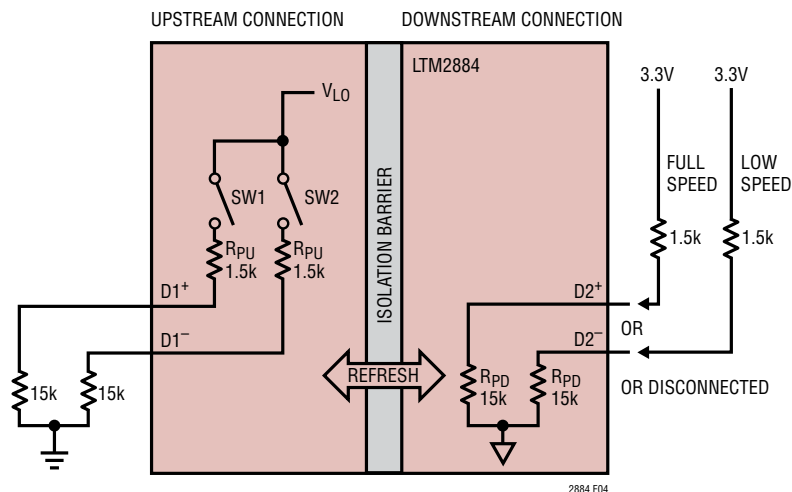 UPSTREAM CONNECTION
DOWNSTREAM CONNECTION
LTM2884
VLO
3.3V
3.3V
SW1
SW2
FULL
SPEED
LOW
SPEED
RPU
1.5k
RPU
1.5k
ISOLATION BARRIER
1.5k
1.5k
D1+
D1−
D2+
OR
D2−
REFRESH
15k
15k
RPD
15k
RPD
15k
OR DISCONNECTED
2884 F04